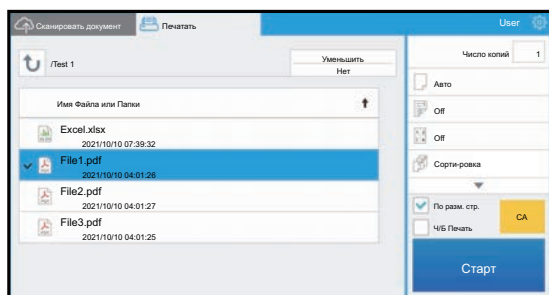 Сканировать документ
Печатать
User
/Test 1
Уменьшить
Нет
Число копий 1
Имя Файла или Папки
Авто
Off
Off
Сорти-ровка
Excel.xlsx
2021/10/10 07:39:32
File1.pdf
2021/10/10 04:01:26
File2.pdf
2021/10/10 04:01:27
File3.pdf
2021/10/10 04:01:25
По разм. стр.
Ч/Б Печать
CA
Старт